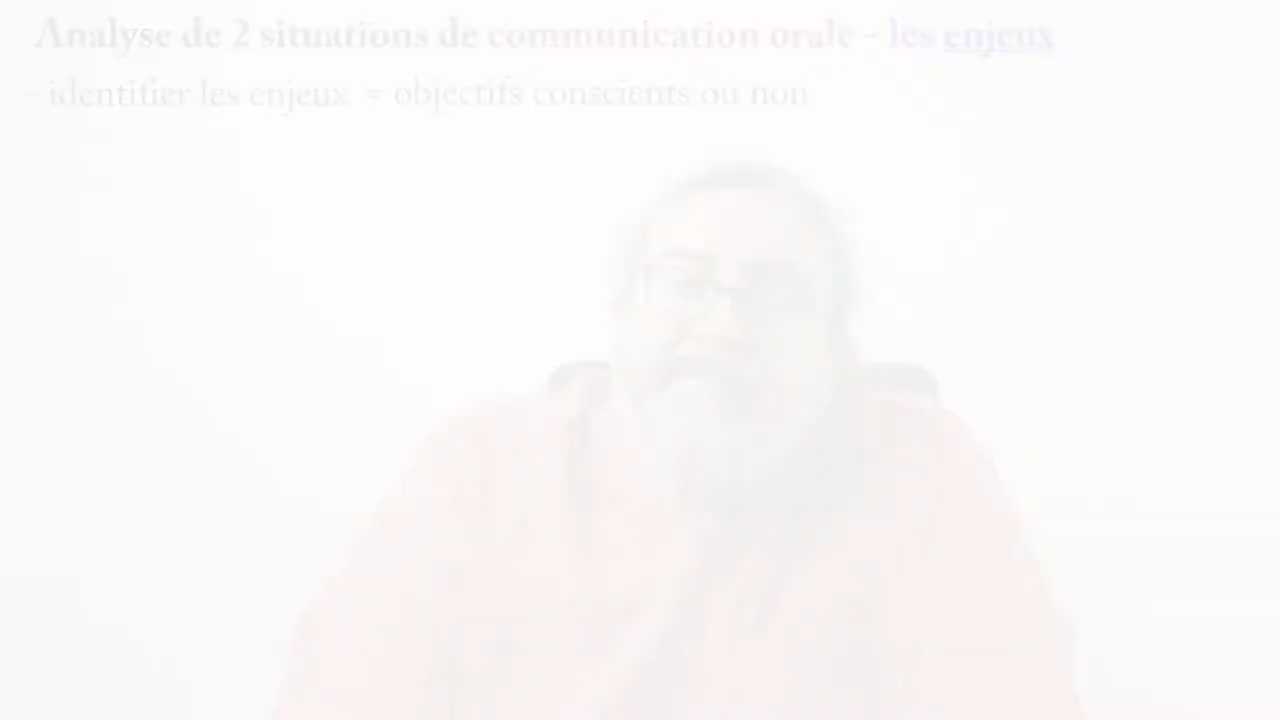 Analyse de 2 situations de communication orale - les enjeux
- identifier les enjeux = objectifs conscients ou non